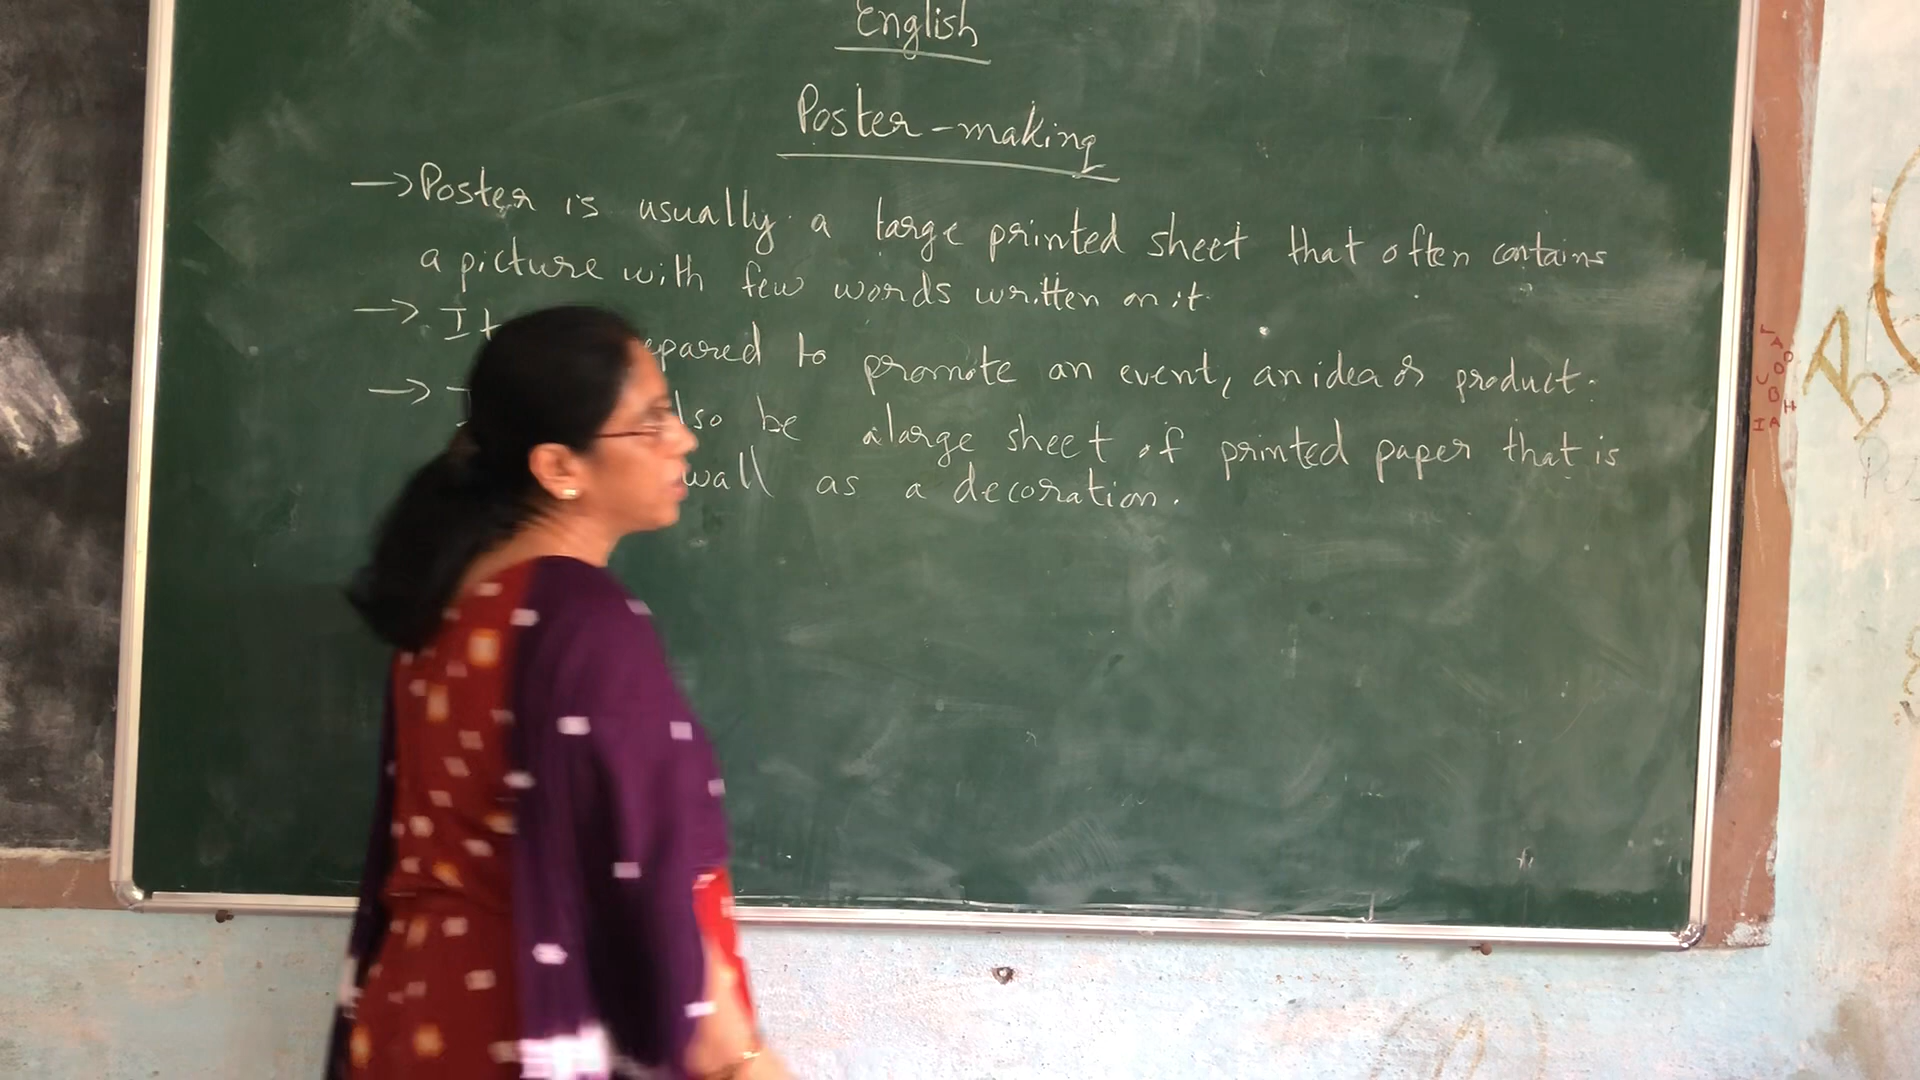 English
Poster-making
→ Poster is usually a large printed sheet that often contains
a picture with few words written on it.
→ It epared to promote an event, an idea or product.
→ lso be a large sheet of printed paper that is
wall as a decoration.